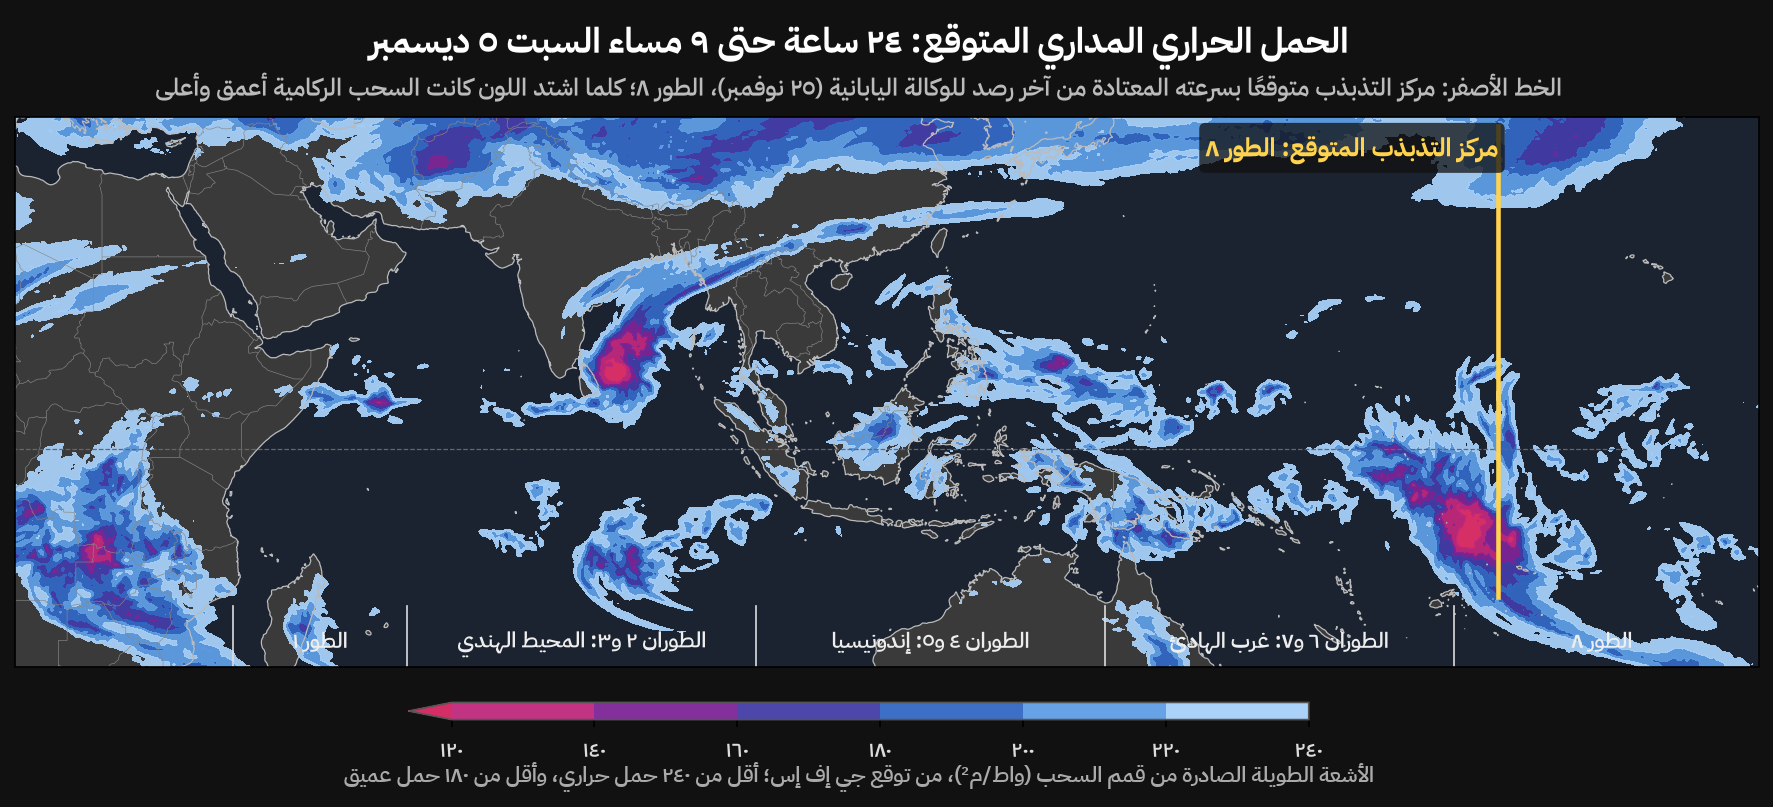 الحمل الحراري المداري المتوقع: ٢٤ ساعة حتى ٩ مساء السبت ٥ ديسمبر
الخط الأصفر: مركز التذبذب متوقعًا بسرعته المعتادة من آخر رصد للوكالة اليابانية (٢٥ نوفمبر)، الطور ٨؛ كلما اشتد اللون كانت السحب الركامية أعمق وأعلى
مركز التذبذب المتوقع: الطور ٨
الطور ١
الطوران ٢ و٣: المحيط الهندي
الطوران ٤ و٥: إندونيسيا
الطوران ٦ و٧: غرب الهادئ
الطور ٨
١٢٠ ١٤٠ ١٦٠ ١٨٠ ٢٠٠ ٢٢٠ ٢٤٠
الأشعة الطويلة الصادرة من قمم السحب (واط/م²)، من توقع جي إف إس؛ أقل من ٢٤٠ حمل حراري، وأقل من ١٨٠ حمل عميق